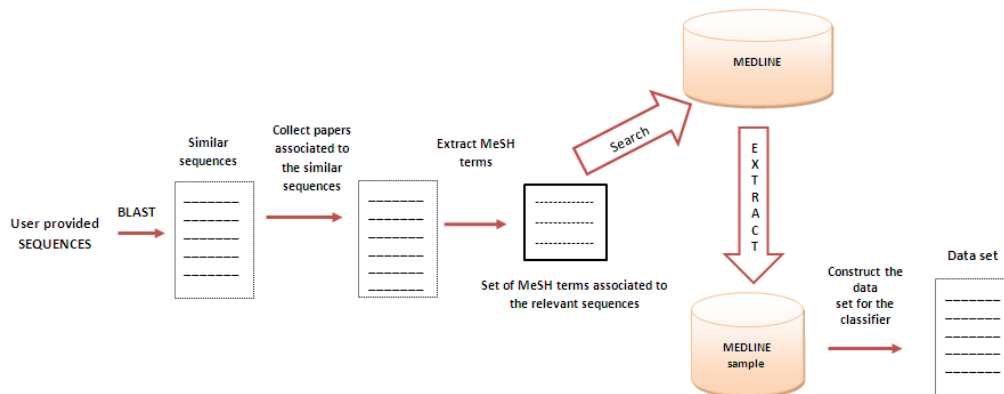 User provided
SEQUENCES
BLAST
Similar
sequences
Collect papers
associated to
the similar
sequences
Extract MeSH
terms
Set of MeSH terms associated to
the relevant sequences
Search
MEDLINE
EXTRACT
MEDLINE
sample
Construct the
data
set for the
classifier
Data set